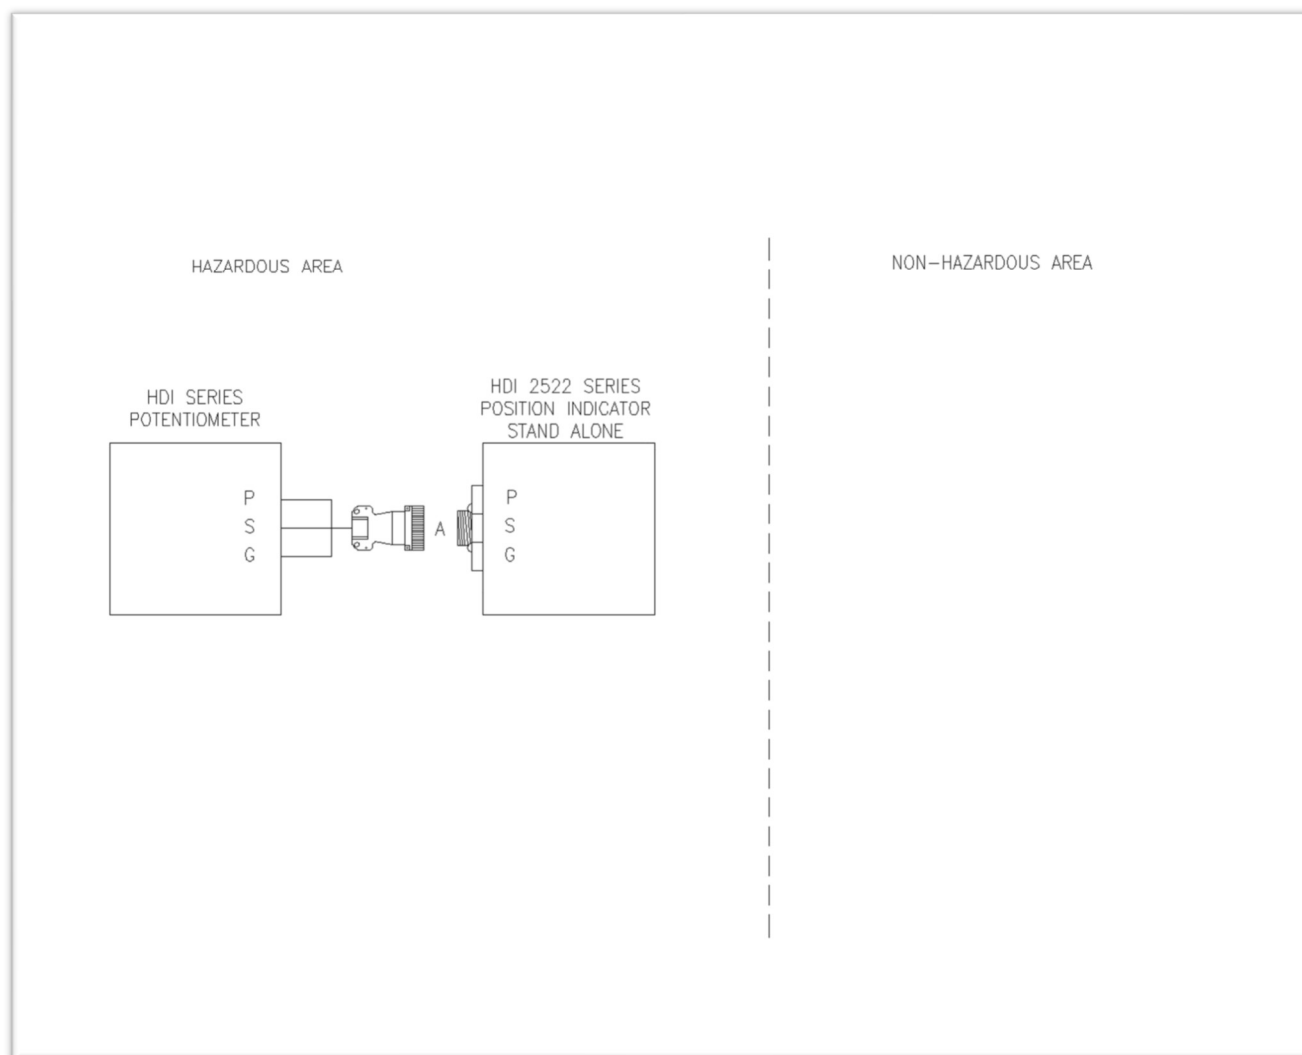 HAZARDOUS AREA
NON-HAZARDOUS AREA
HDI SERIES
POTENTIOMETER
HDI 2522 SERIES
POSITION INDICATOR
STAND ALONE
P
S
G
A
P
S
G